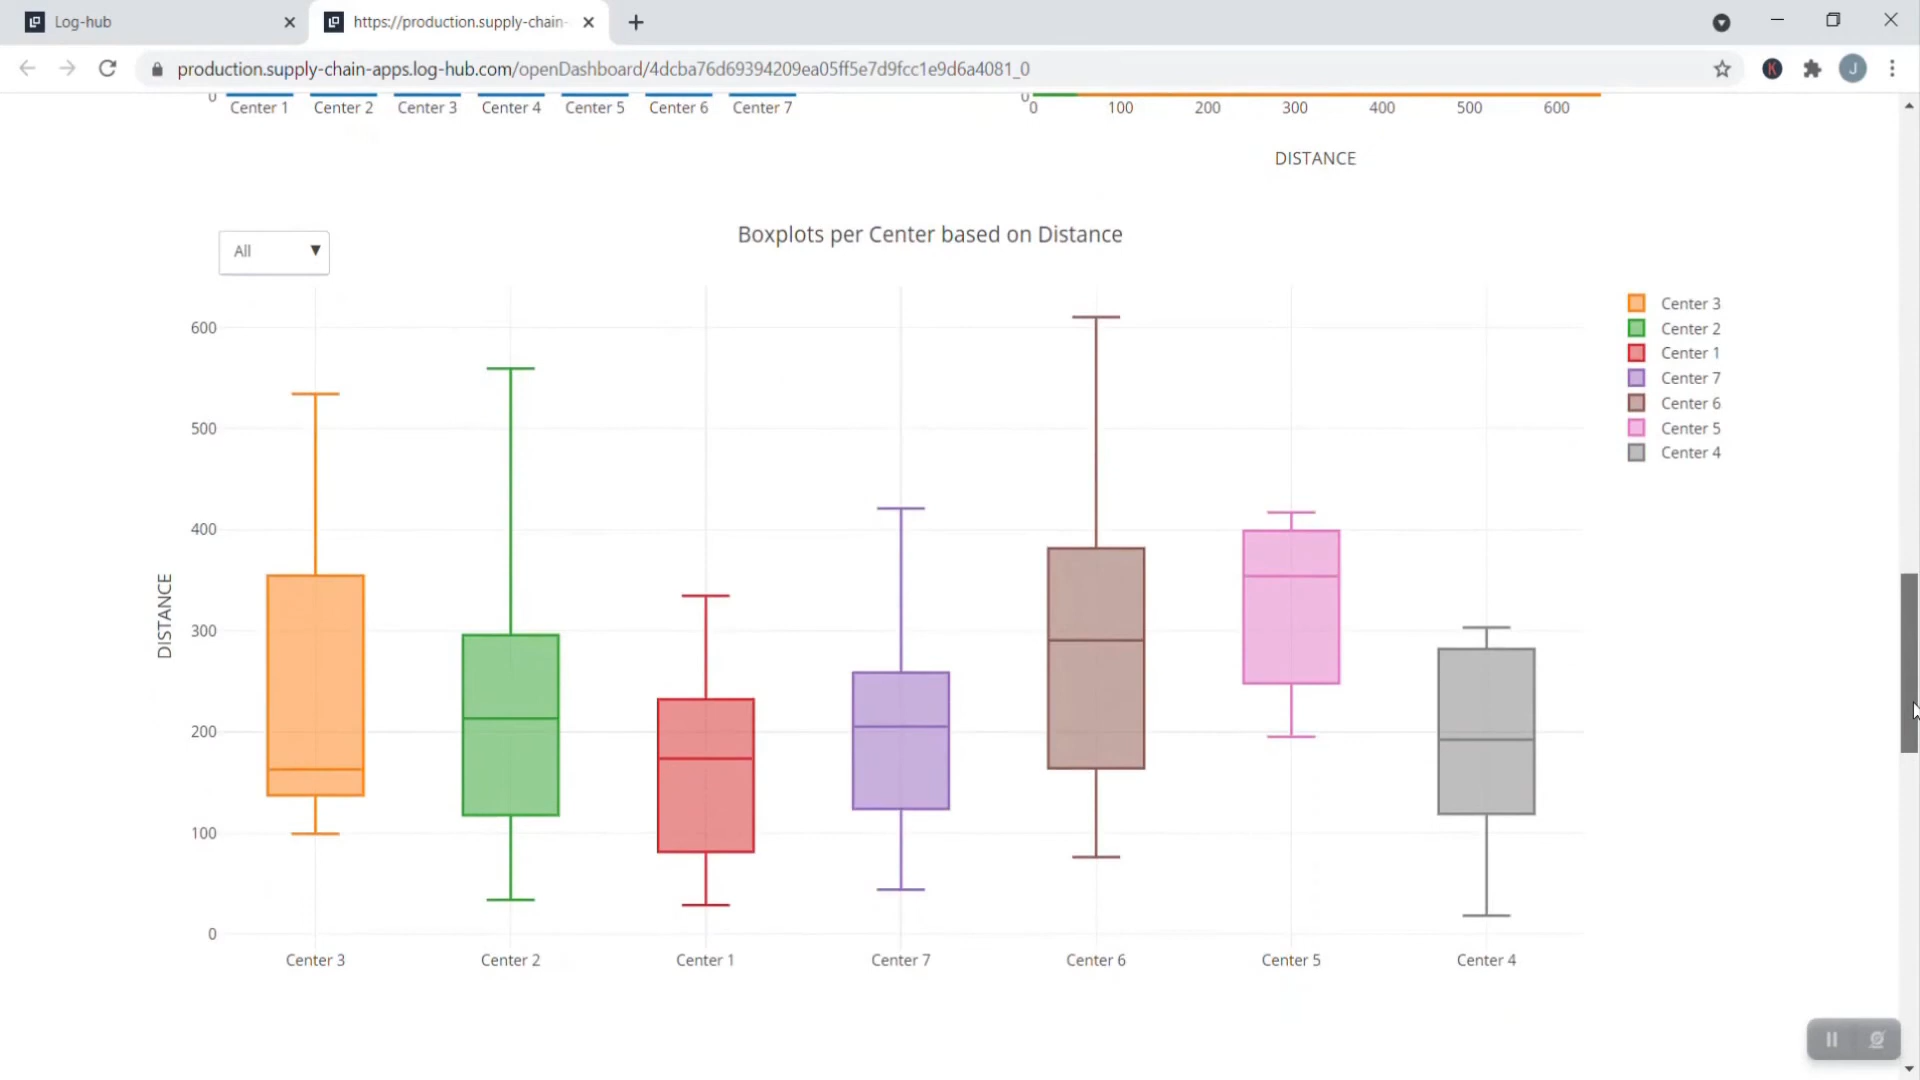 Log-hub
https://production.supply-chain-
production.supply-chain-apps.log-hub.com/openDashboard/4dcba76d69394209ea05ff5e7d9fcc1e9d6a4081_0
K
J
0
Center 1
Center 2
Center 3
Center 4
Center 5
Center 6
Center 7
0
0
100
200
300
400
500
600
DISTANCE
All
Boxplots per Center based on Distance
600
500
400
300
200
100
0
DISTANCE
Center 3
Center 2
Center 1
Center 7
Center 6
Center 5
Center 4
Center 3
Center 2
Center 1
Center 7
Center 6
Center 5
Center 4